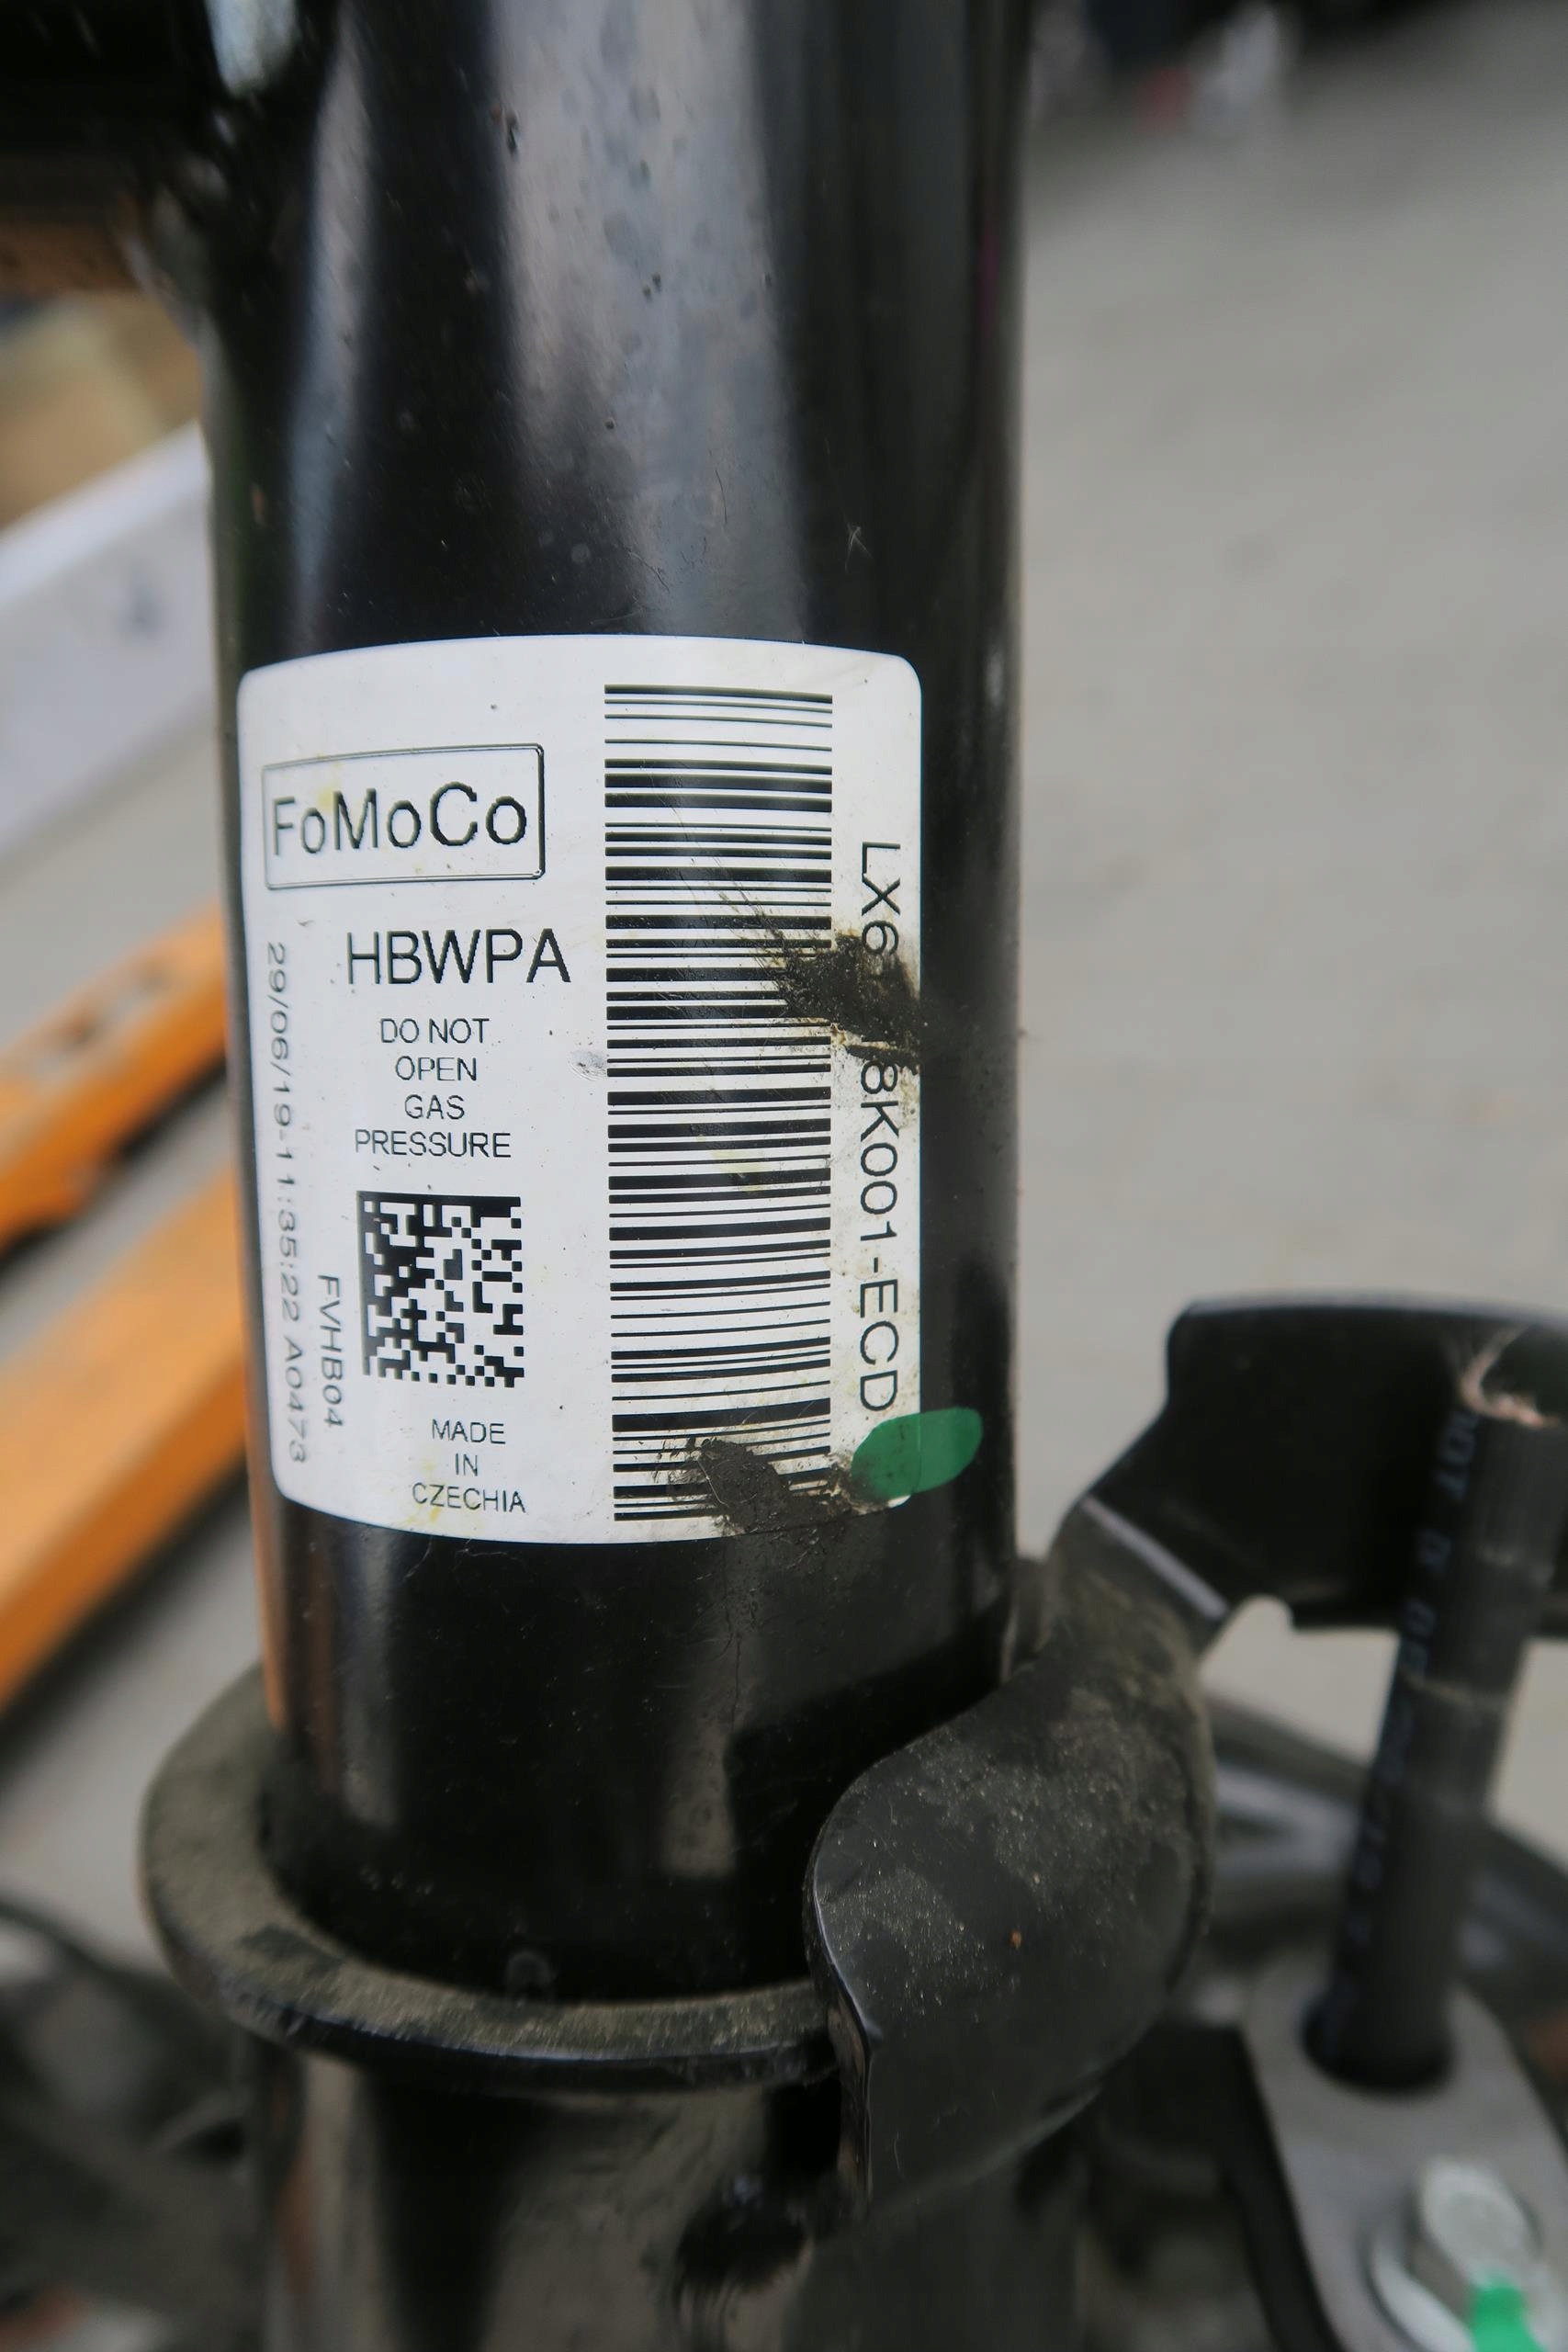 FoMoCo
HBWPA
DO NOT
OPEN
GAS
PRESSURE
29/06/19-11:35:22 A0473
FVHB04
MADE
IN
CZECHIA
8K001-ECD